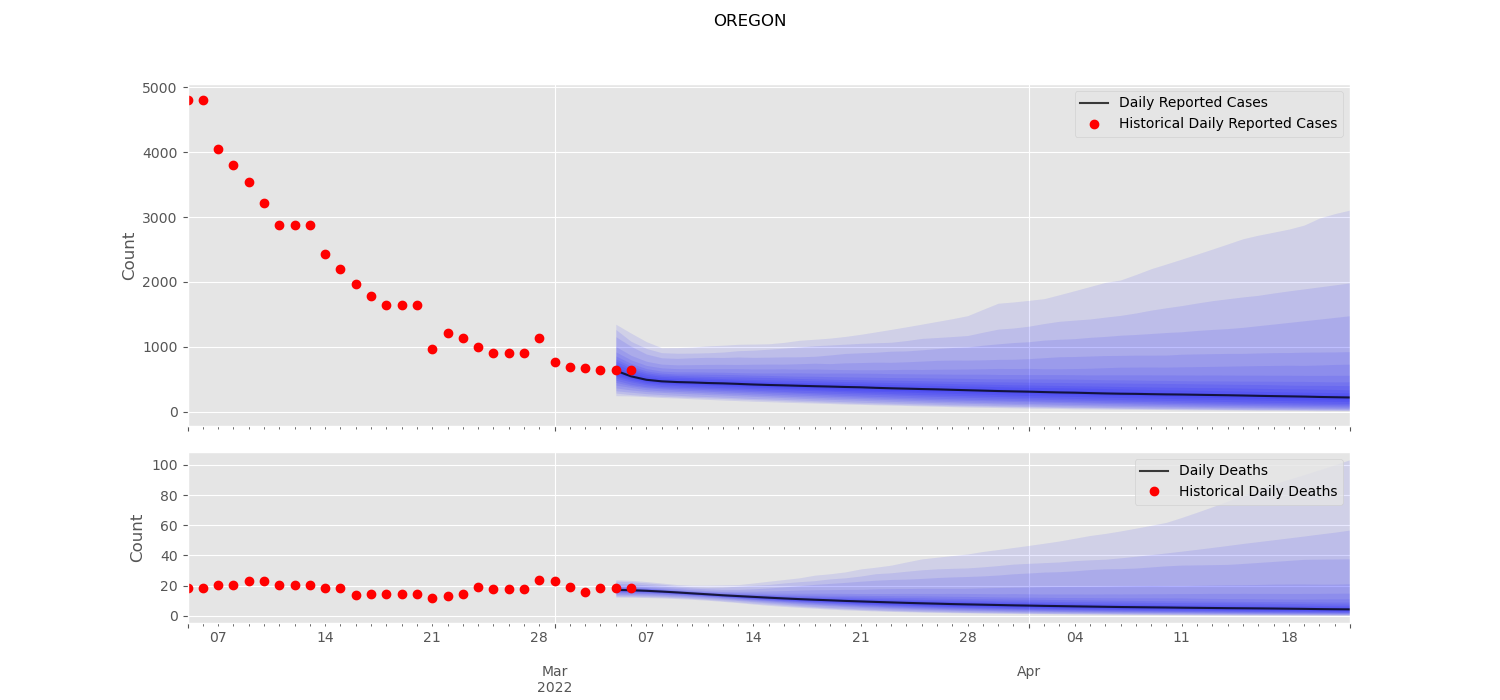 OREGON
5000
4000
3000
2000
1000
0
Count
Daily Reported Cases
Historical Daily Reported Cases
100
80
60
40
20
0
Count
Daily Deaths
Historical Daily Deaths
07 14 21 28 07 14 21 28 04 11 18
Mar Apr
2022